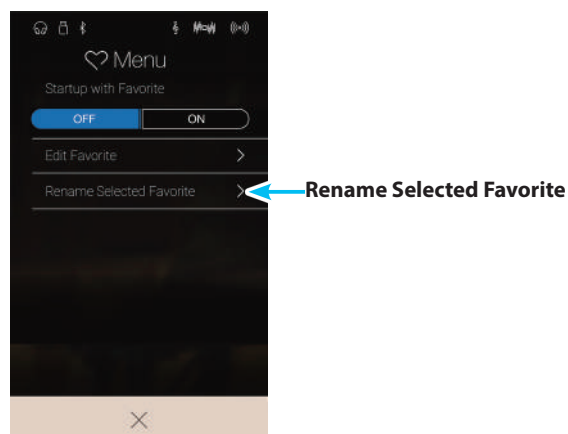 Menu
Startup with Favorite
OFF ON
Edit Favorite
Rename Selected Favorite
Rename Selected Favorite